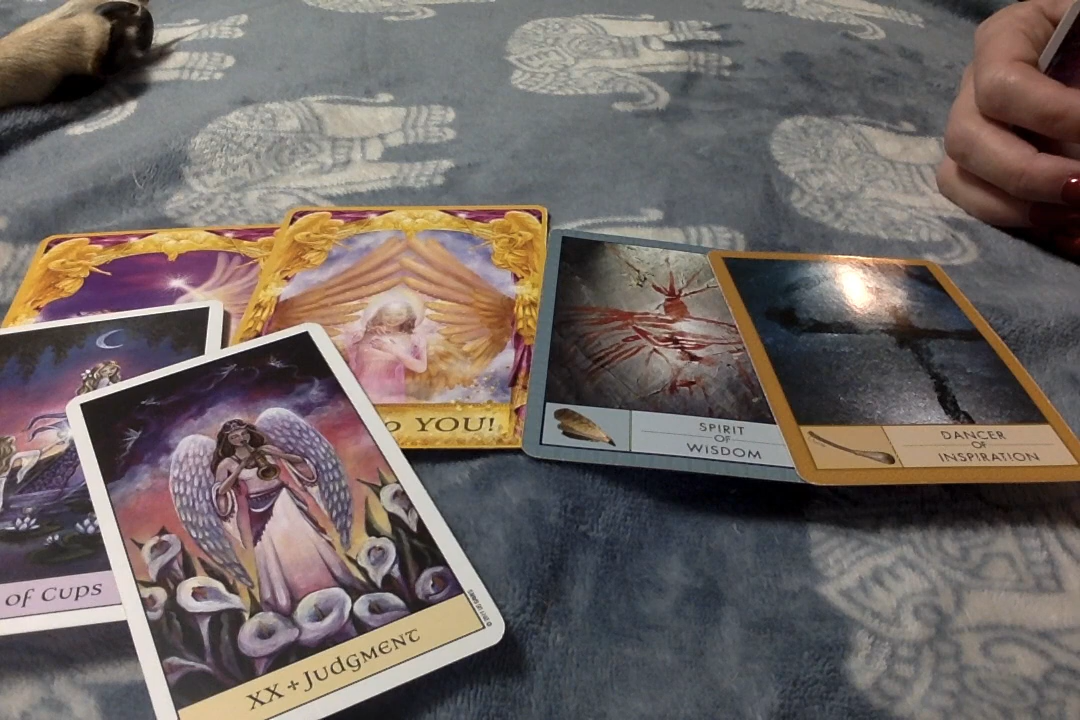 YOU!
SPIRIT
OF
WISDOM
DANCER
OF
INSPIRATION
OF CUPS
XX + JUDGMENT